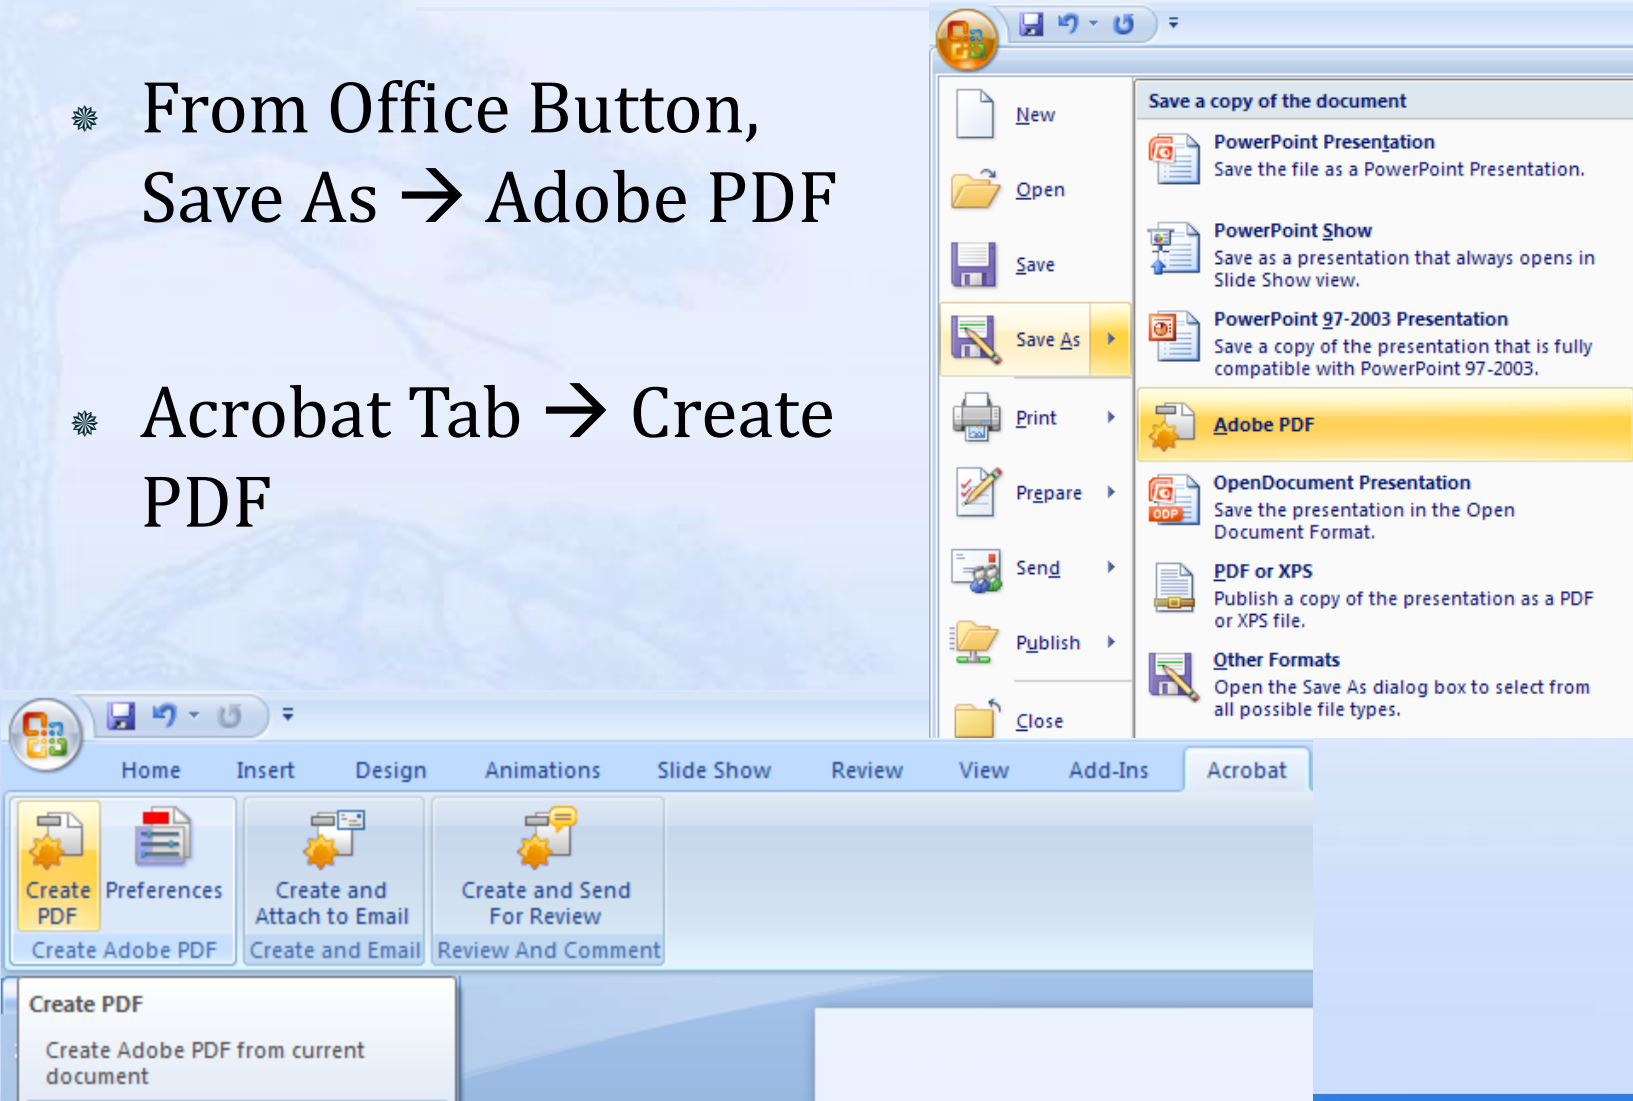 From Office Button,
Save As → Adobe PDF
Acrobat Tab → Create
PDF
New
Open
Save
Save As
Print
Prepare
Send
Publish
Close
Save a copy of the document
PowerPoint Presentation
Save the file as a PowerPoint Presentation.
PowerPoint Show
Save as a presentation that always opens in
Slide Show view.
PowerPoint 97-2003 Presentation
Save a copy of the presentation that is fully
compatible with PowerPoint 97-2003.
Adobe PDF
OpenDocument Presentation
Save the presentation in the Open
Document Format.
ODP
PDF or XPS
Publish a copy of the presentation as a PDF
or XPS file.
Other Formats
Open the Save As dialog box to select from
all possible file types.
Home Insert Design Animations Slide Show Review View Add-Ins Acrobat
Create
PDF
Preferences
Create and
Attach to Email
Create and Send
For Review
Create Adobe PDF Create and Email Review And Comment
Create PDF
Create Adobe PDF from current
document